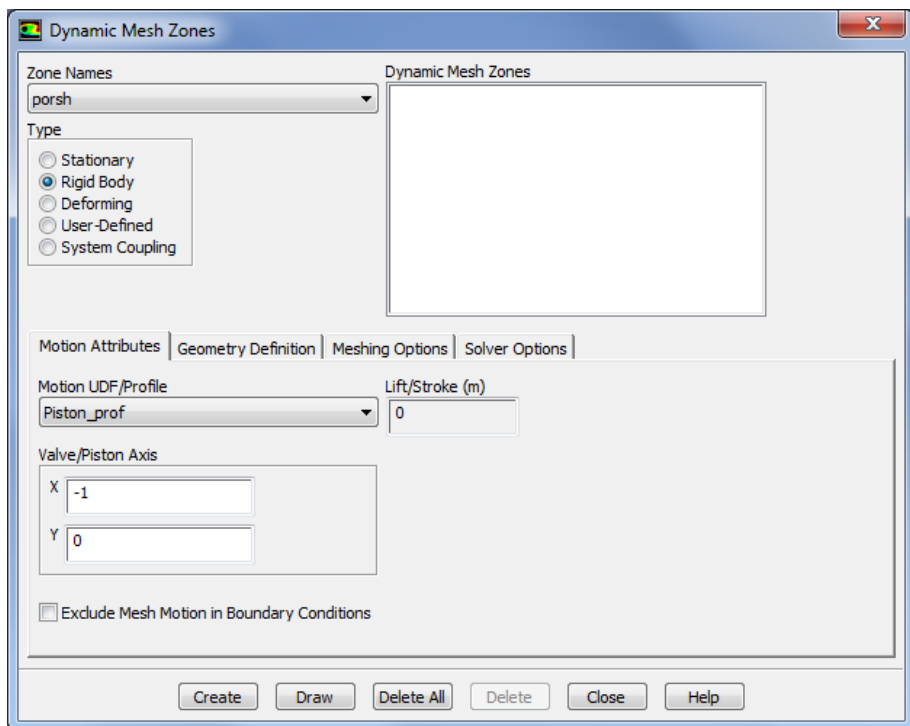 Dynamic Mesh Zones
Zone Names
porsh
Type
Stationary
Rigid Body
Deforming
User-Defined
System Coupling
Dynamic Mesh Zones
Motion Attributes Geometry Definition Meshing Options Solver Options
Motion UDF/Profile
Piston_prof
Lift/Stroke (m)
0
Valve/Piston Axis
X -1
Y 0
Exclude Mesh Motion in Boundary Conditions
Create Draw Delete All Delete Close Help